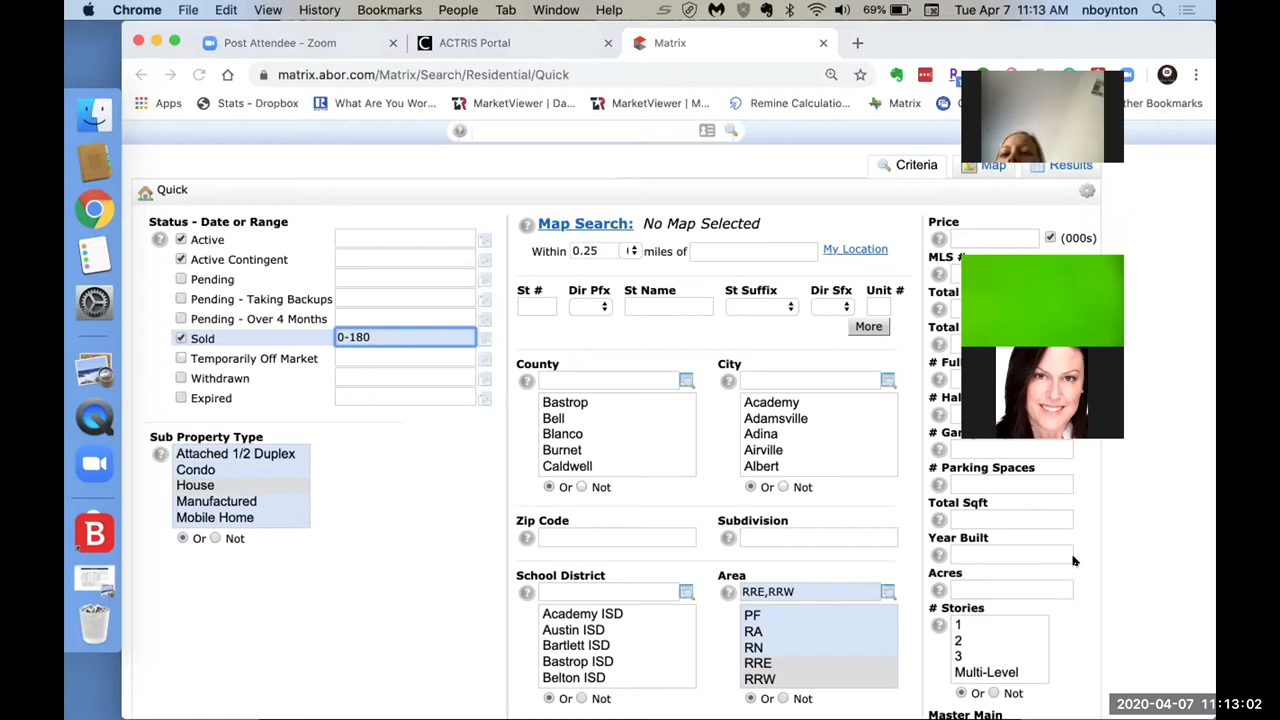 Chrome File Edit View History Bookmarks People Tab Window Help 69% Tue Apr 7 11:13 AM nboynton
Post Attendee - Zoom ACTRIS Portal Matrix
matrix.abor.com/Matrix/Search/Residential/Quick
Apps Stats - Dropbox What Are You Wor... MarketViewer | Da... MarketViewer | M... Remine Calculatio... Matrix ther Bookmarks
Criteria Map Results
Quick
Status - Date or Range
Active
Active Contingent
Pending
Pending - Taking Backups
Pending - Over 4 Months
Sold 0-180
Temporarily Off Market
Withdrawn
Expired
Sub Property Type
Attached 1/2 Duplex
Condo
House
Manufactured
Mobile Home
Or Not
Map Search: No Map Selected
Within 0.25 miles of My Location
St # Dir Pfx St Name St Suffix Dir Sfx Unit #
More
County
Bastrop
Bell
Blanco
Burnet
Caldwell
Or Not
City
Academy
Adamsville
Adina
Airville
Albert
Or Not
Zip Code
Subdivision
School District
Academy ISD
Austin ISD
Bartlett ISD
Bastrop ISD
Belton ISD
Or Not
Area
RRE,RRW
PF
RA
RN
RRE
RRW
Or Not
Price
(000s)
MLS #
Total
Total
# Ful
# Hal
# Gar
# Parking Spaces
Total Sqft
Year Built
Acres
# Stories
1
2
3
Multi-Level
Or Not
Master Main
2020-04-07 11:13:02